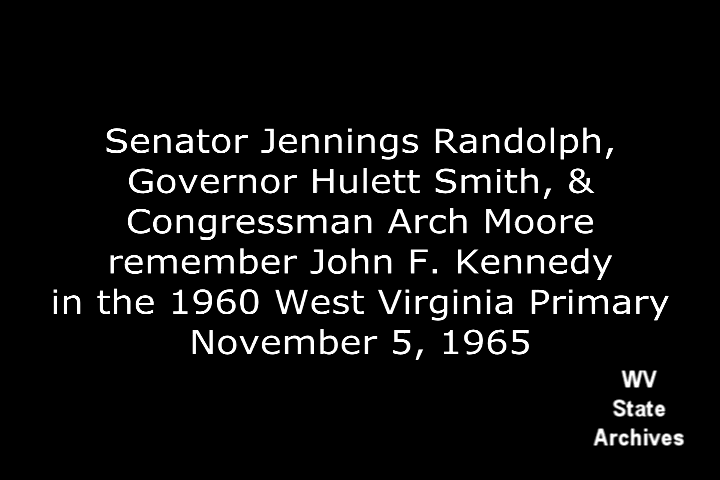 Senator Jennings Randolph,
Governor Hulett Smith, &
Congressman Arch Moore
remember John F. Kennedy
in the 1960 West Virginia Primary
November 5, 1965
WV
State
Archives